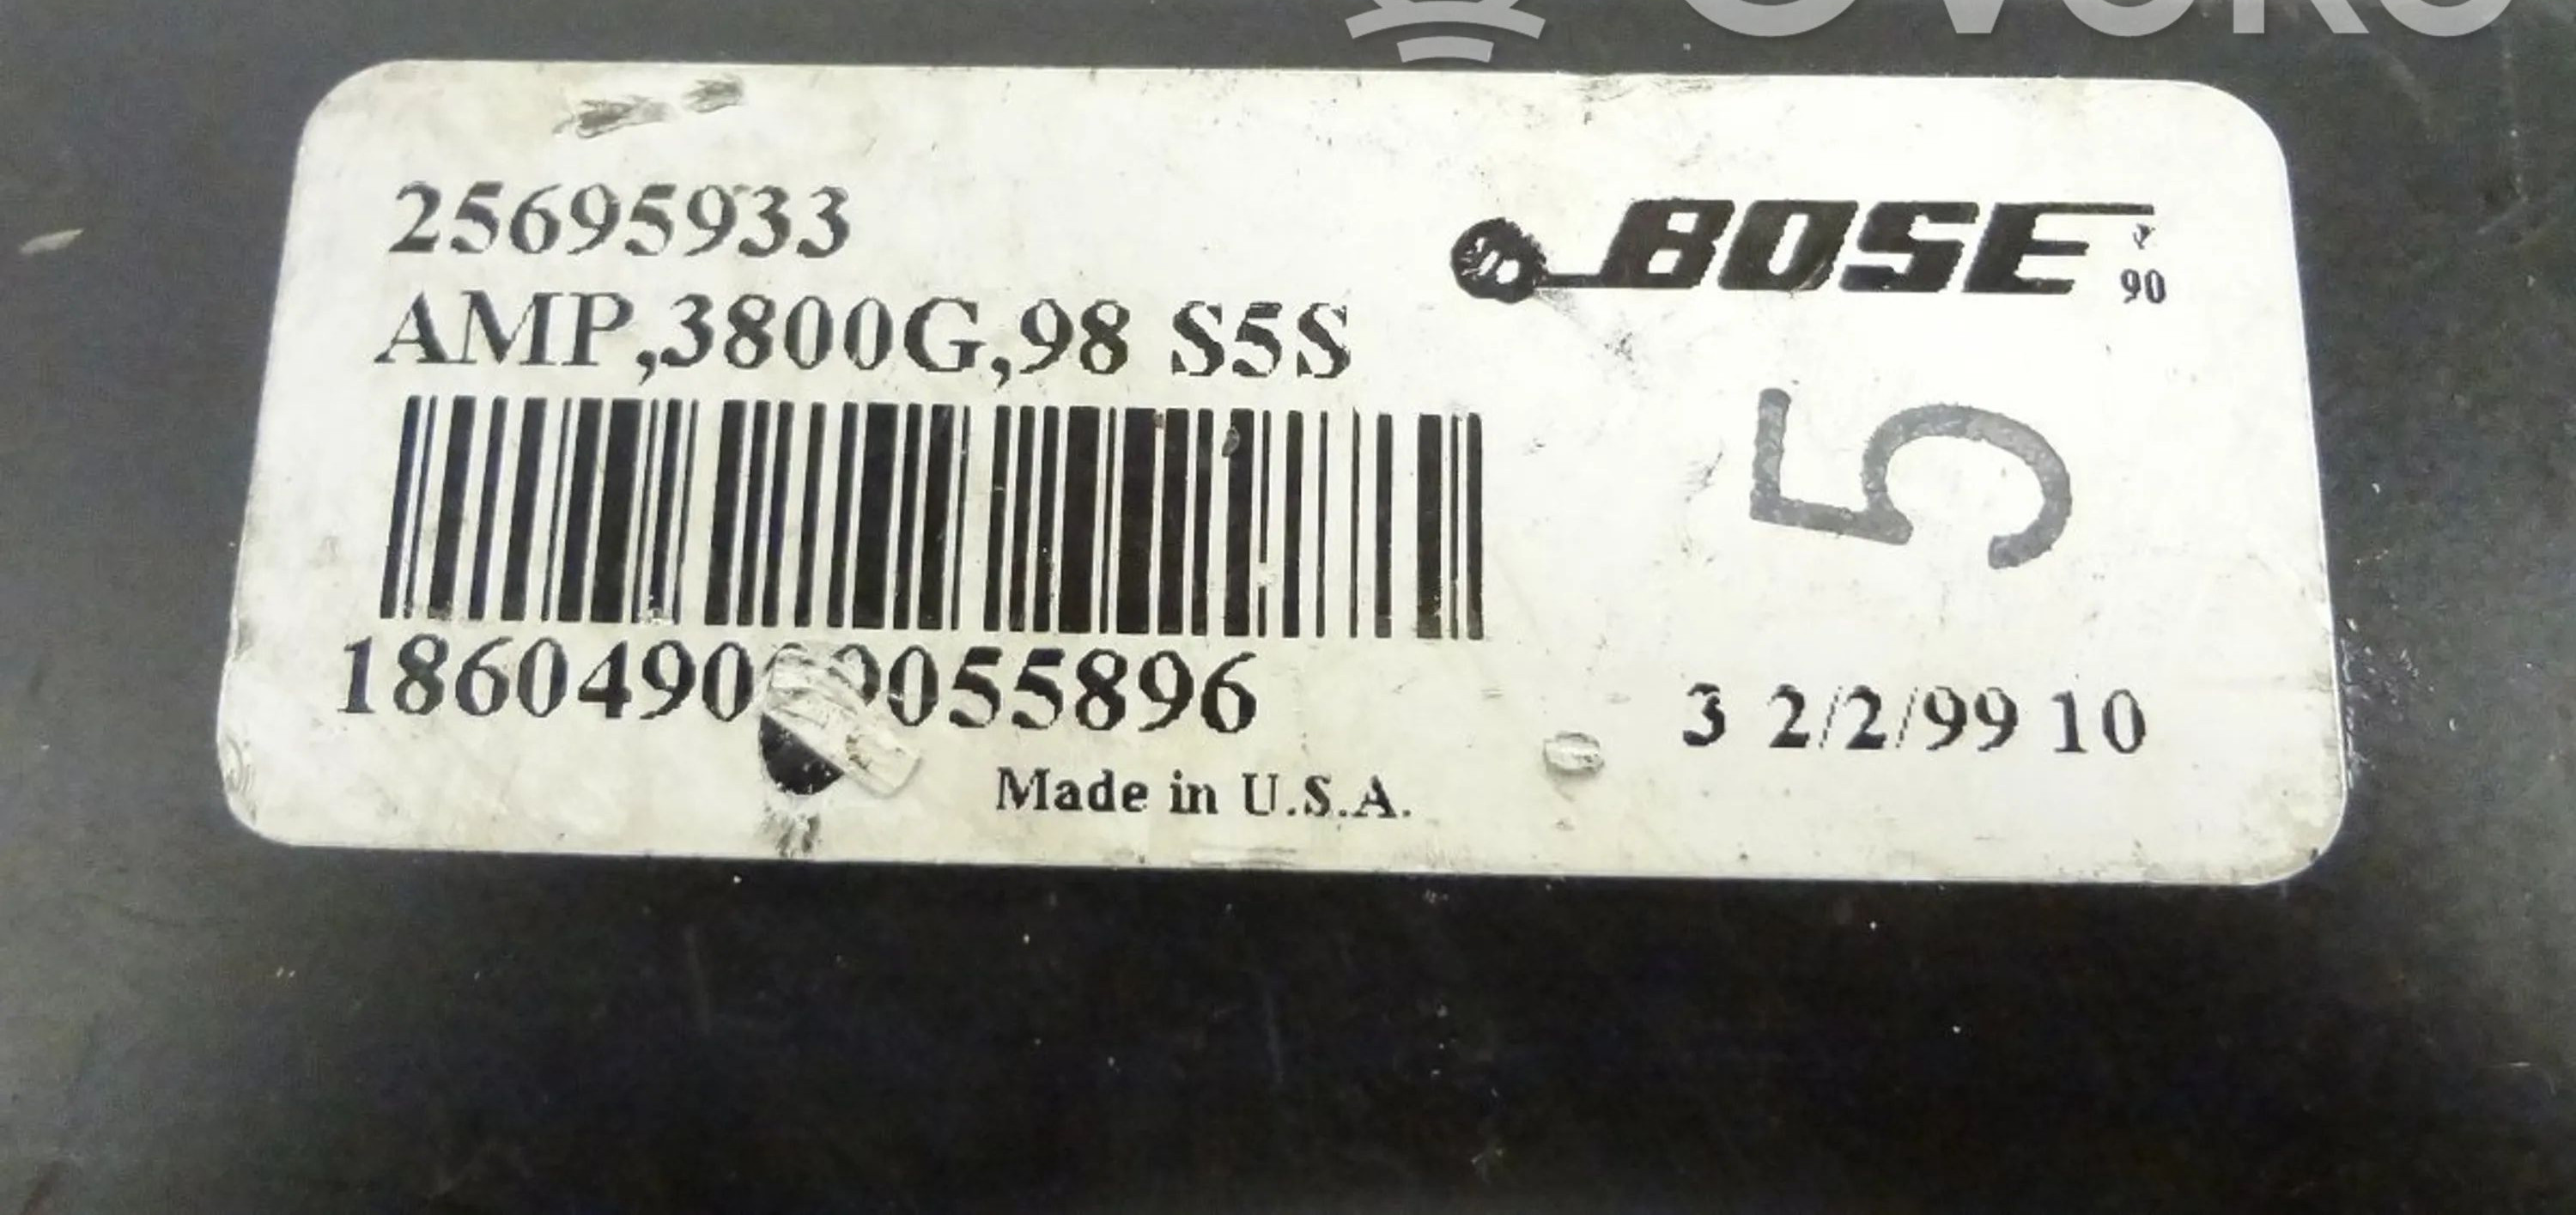 25695933
BOSE
90
AMP,3800G,98 S5S
5
3 2/2/99 10
Made in U.S.A.